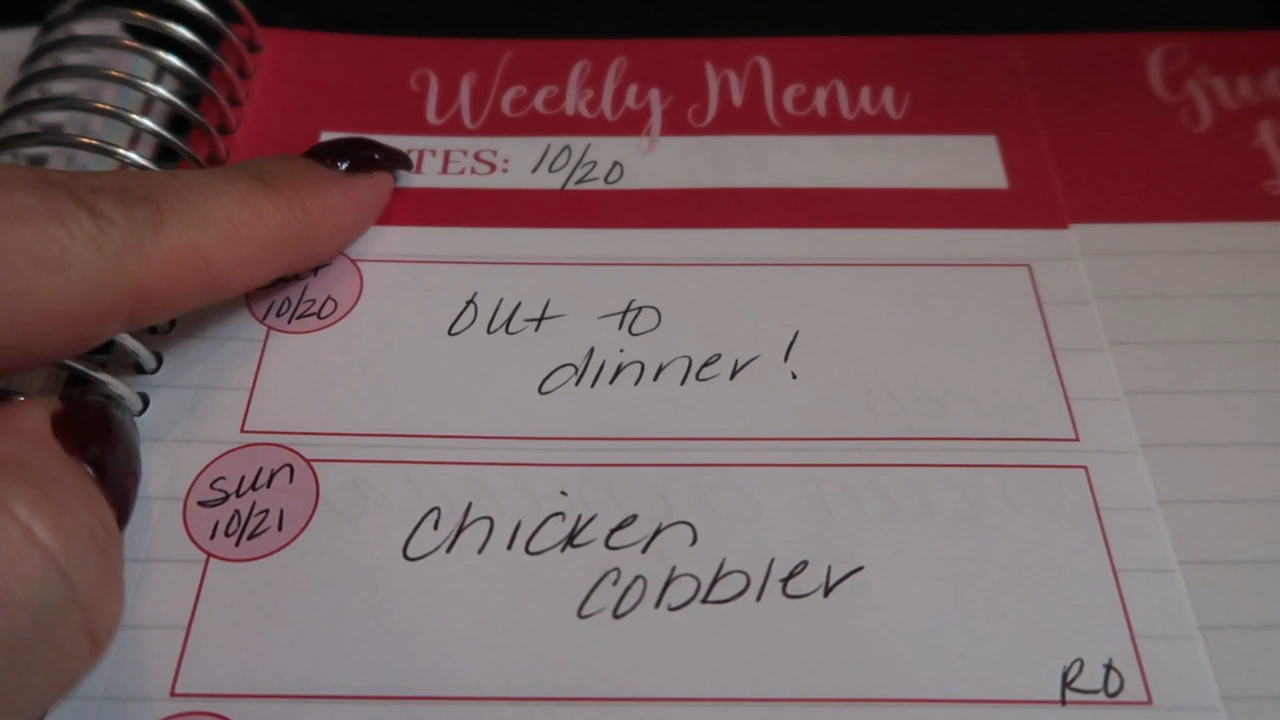 Weekly Menu
TES: 10/20
10/20
out to
dinner!
sun
10/21
chicken
cobbler
RO